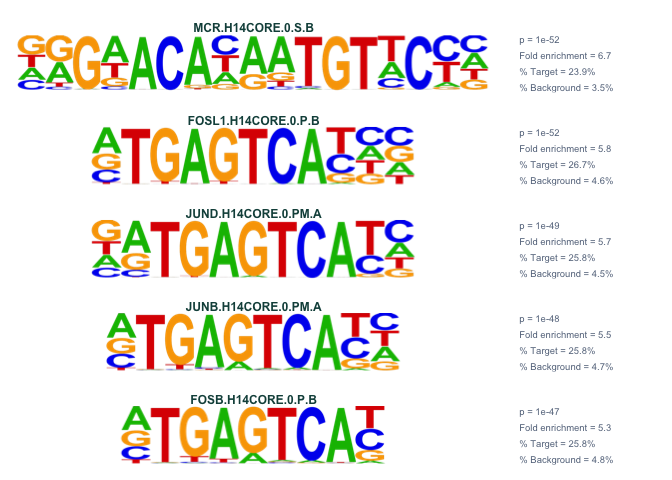 MCR.H14CORE.0.S.B
p = 1e-52
Fold enrichment = 6.7
% Target = 23.9%
% Background = 3.5%
FOSL1.H14CORE.0.P.B
p = 1e-52
Fold enrichment = 5.8
% Target = 26.7%
% Background = 4.6%
JUND.H14CORE.0.PM.A
p = 1e-49
Fold enrichment = 5.7
% Target = 25.8%
% Background = 4.5%
JUNB.H14CORE.0.PM.A
p = 1e-48
Fold enrichment = 5.5
% Target = 25.8%
% Background = 4.7%
FOSB.H14CORE.0.P.B
p = 1e-47
Fold enrichment = 5.3
% Target = 25.8%
% Background = 4.8%